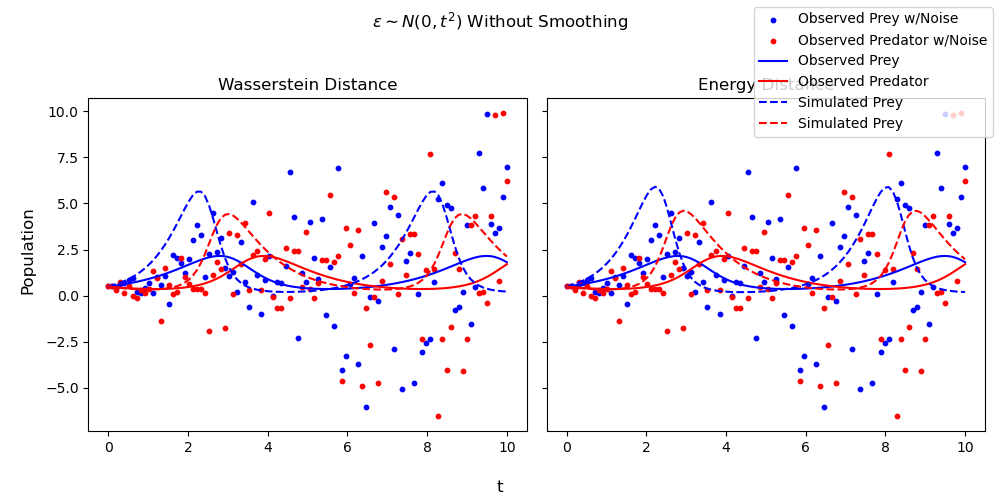 ε ~ N(0, t²) Without Smoothing
Observed Prey w/Noise
Observed Predator w/Noise
Observed Prey
Observed Predator
Simulated Prey
Simulated Prey
Wasserstein Distance
Energy Distance
Population
10.0
7.5
5.0
2.5
0.0
−2.5
−5.0
0 2 4 6 8 10
0 2 4 6 8 10
t